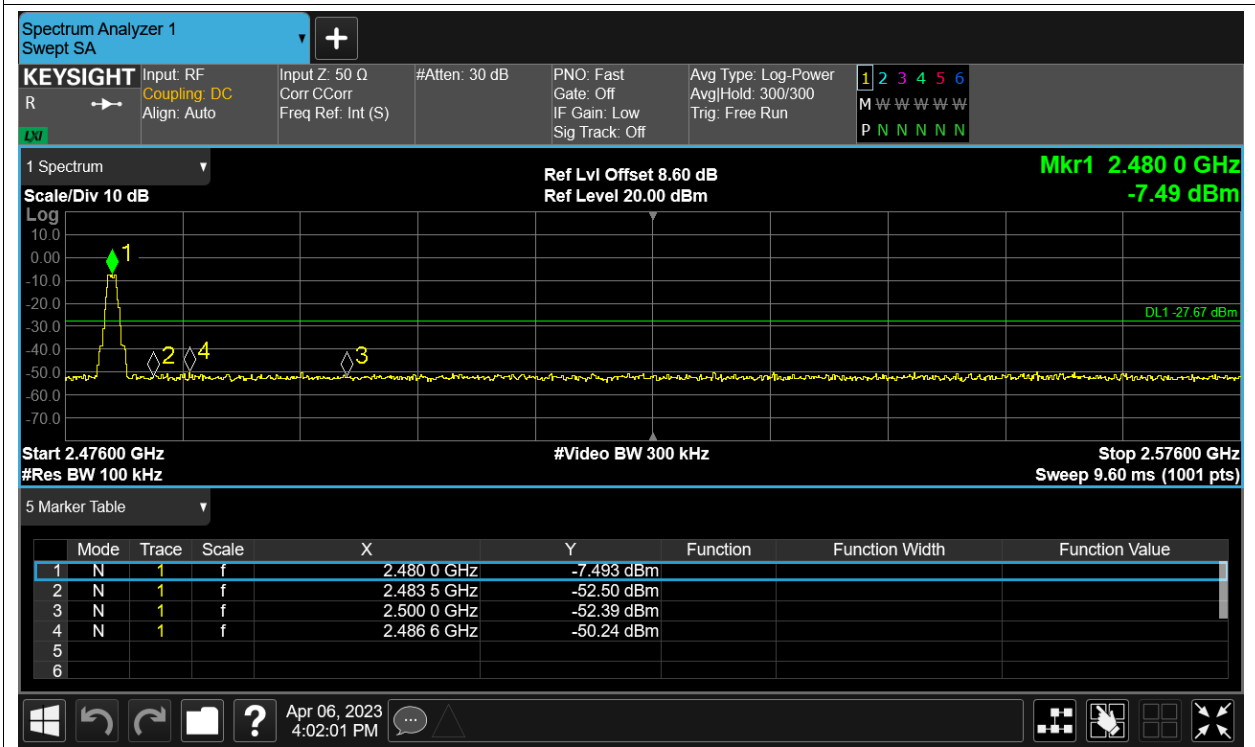 Spectrum Analyzer 1
Swept SA
KEYSIGHT Input: RF Input Z: 50 Ω #Atten: 30 dB PNO: Fast Avg Type: Log-Power 1 2 3 4 5 6
R Coupling: DC Corr CCorr Gate: Off Avg|Hold: 300/300 M W W W W W W
Align: Auto Freq Ref: Int (S) IF Gain: Low Trig: Free Run
LXI Sig Track: Off P N N N N N N
1 Spectrum Ref Lvl Offset 8.60 dB Mkr1 2.480 0 GHz
Scale/Div 10 dB Ref Level 20.00 dBm -7.49 dBm
Log
10.0
0.00 1
-10.0
-20.0
DL1 -27.67 dBm
-30.0
-40.0 2 4 3
-50.0
-60.0
-70.0
Start 2.47600 GHz #Video BW 300 kHz Stop 2.57600 GHz
#Res BW 100 kHz Sweep 9.60 ms (1001 pts)
5 Marker Table
Mode Trace Scale X Y Function Function Width Function Value
1 N 1 f 2.480 0 GHz -7.493 dBm
2 N 1 f 2.483 5 GHz -52.50 dBm
3 N 1 f 2.500 0 GHz -52.39 dBm
4 N 1 f 2.486 6 GHz -50.24 dBm
5
6
? Apr 06, 2023
4:02:01 PM